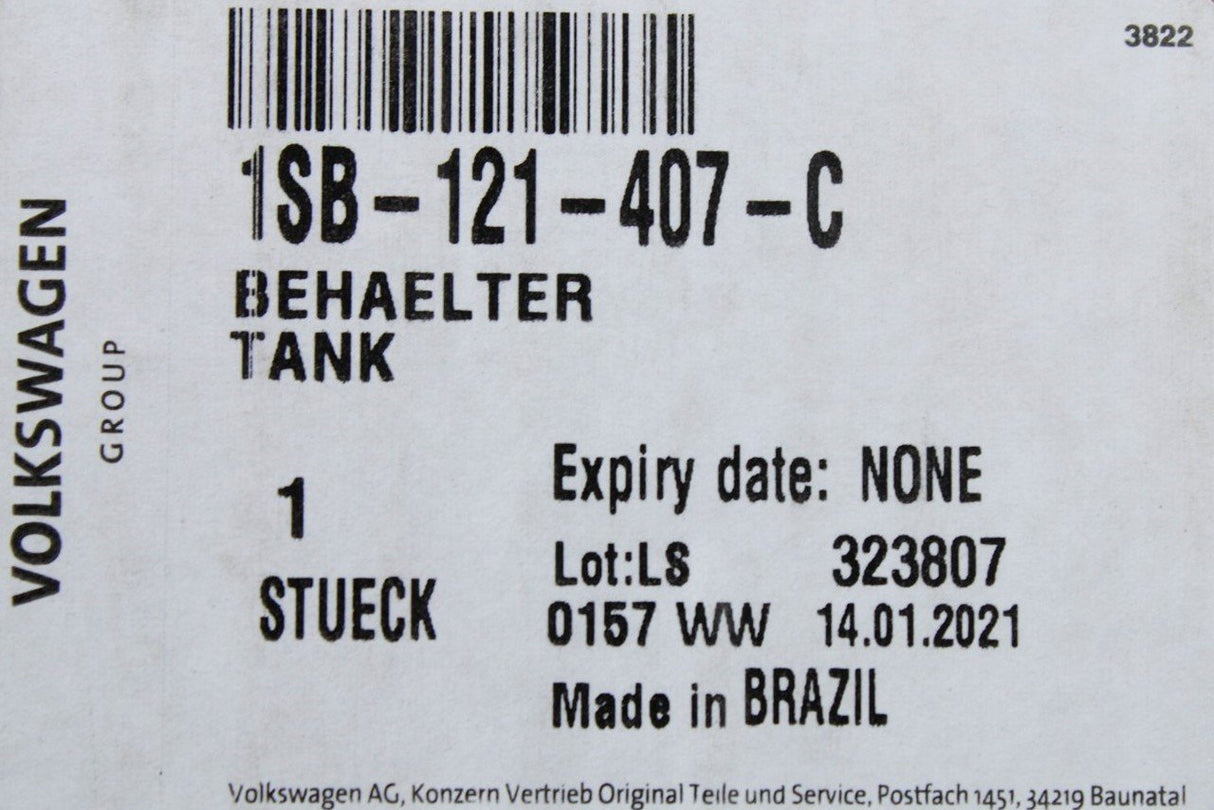 3822
1SB-121-407-C
BEHAELTER
TANK
VOLKSWAGEN
GROUP
1
STUECK
Expiry date: NONE
Lot:LS 323807
0157 WW 14.01.2021
Made in BRAZIL
Volkswagen AG, Konzern Vertrieb Original Teile und Service, Postfach 1451, 34219 Baunatal